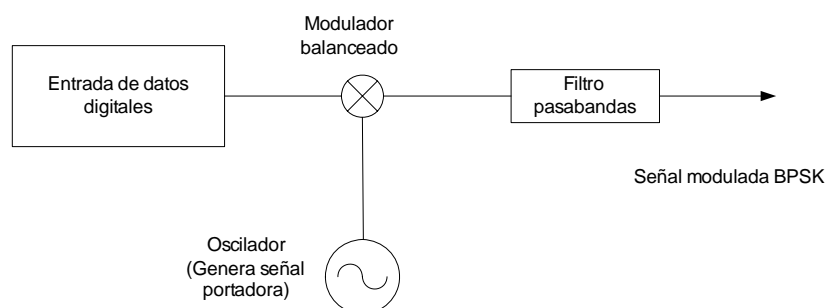 Modulador
balanceado
Entrada de datos
digitales
Filtro
pasabandas
Señal modulada BPSK
Oscilador
(Genera señal
portadora)